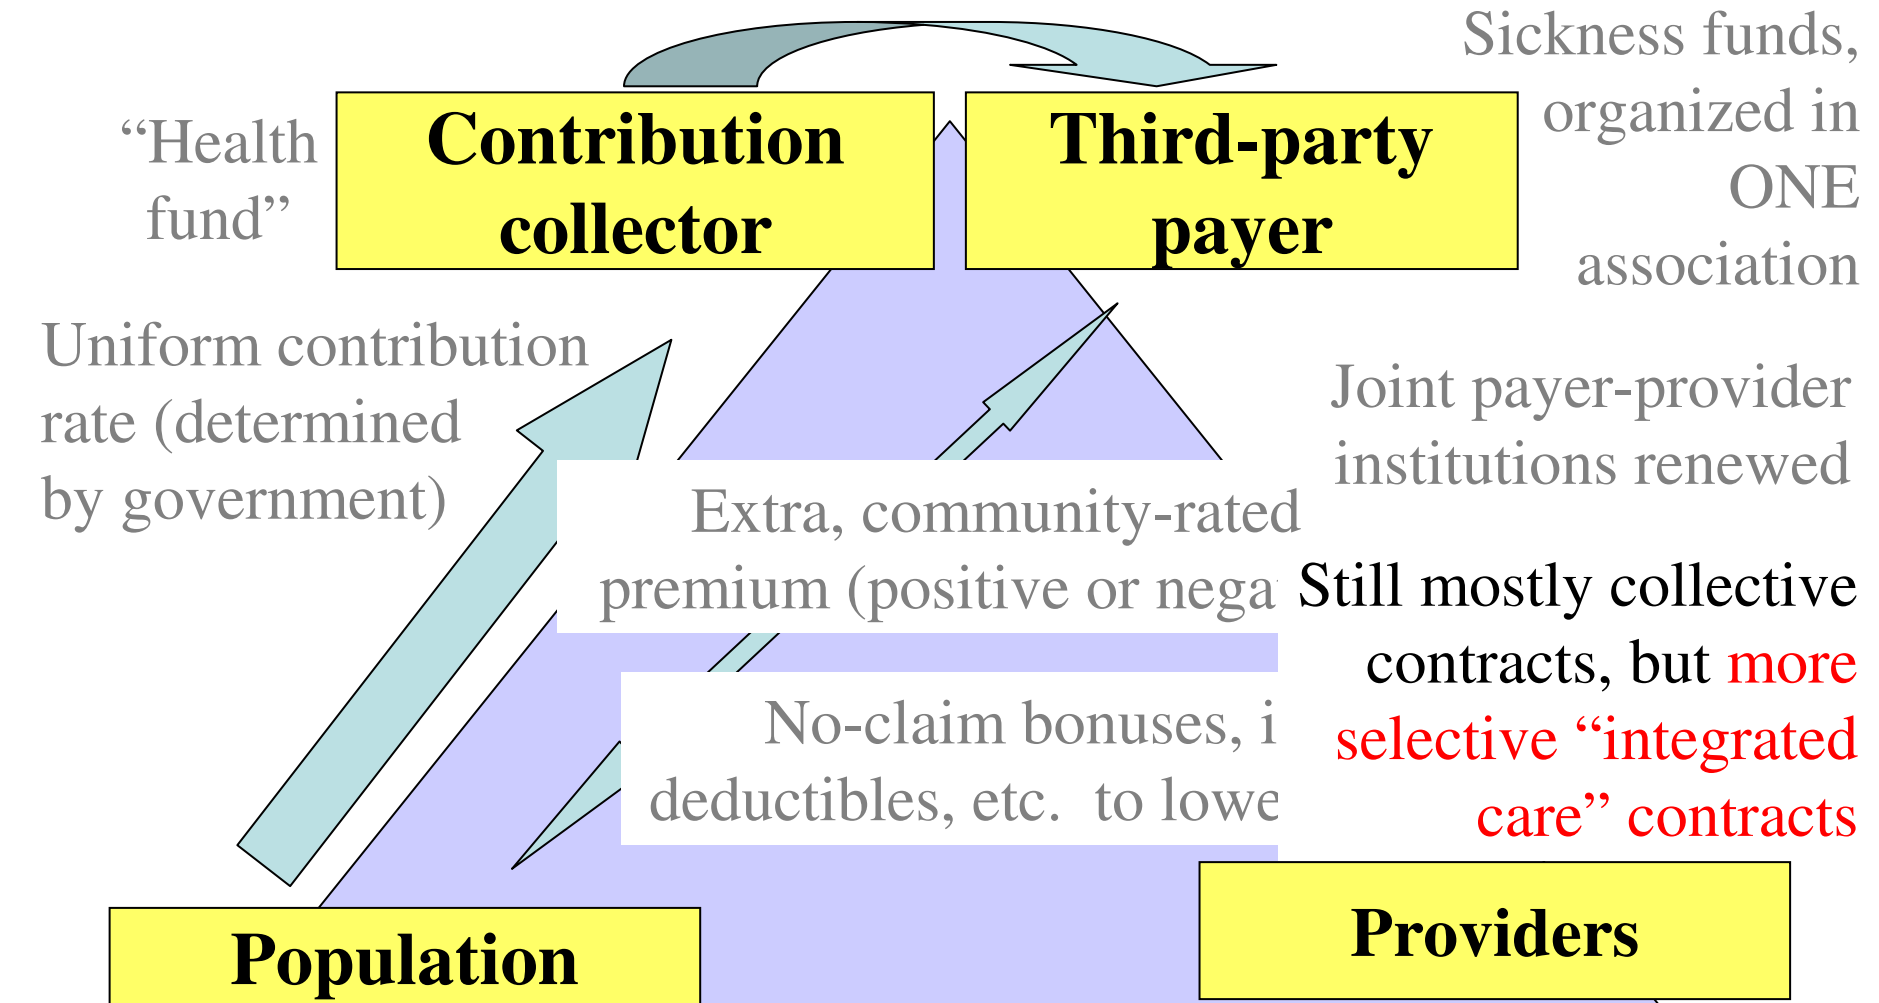 Sickness funds,
organized in
ONE
association
“Health
fund”
Contribution
collector
Third-party
payer
Uniform contribution
rate (determined
by government)
Joint payer-provider
institutions renewed
Extra, community-rated
premium (positive or nega
Still mostly collective
contracts, but more
selective “integrated
care” contracts
No-claim bonuses, i
deductibles, etc. to lowe
Population
Providers